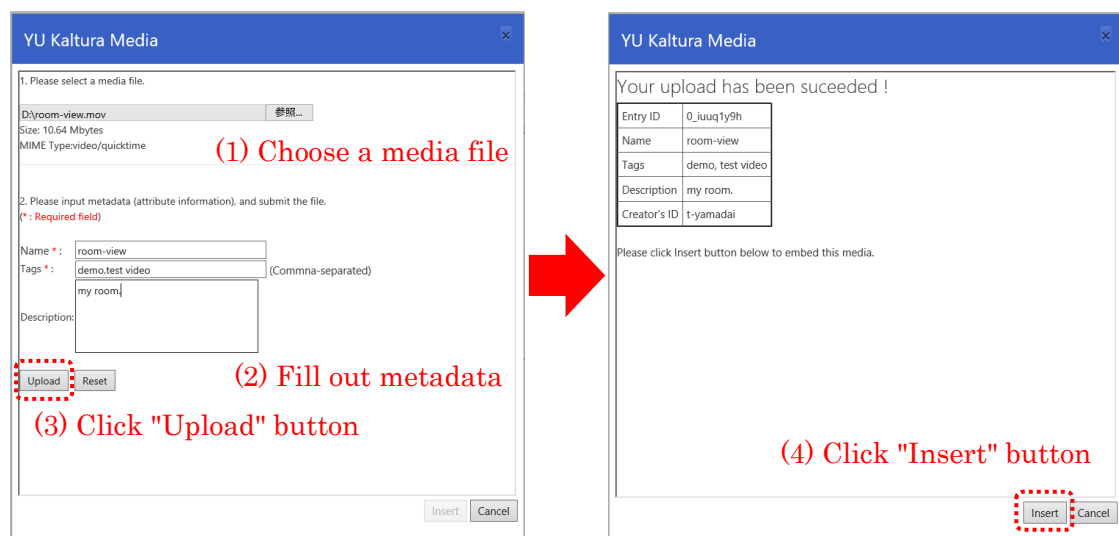 YU Kaltura Media
×
1. Please select a media file.
D:\room-view.mov 参照...
Size: 10.64 Mbytes
MIME Type:video/quicktime
(1) Choose a media file
2. Please input metadata (attribute information), and submit the file.
(* : Required field)
Name * : room-view
Tags * : demo,test video (Commna-separated)
Description: my room.
(2) Fill out metadata
Upload Reset
(3) Click "Upload" button
Insert Cancel
YU Kaltura Media
×
Your upload has been suceeded !
Entry ID 0_iuuq1y9h
Name room-view
Tags demo, test video
Description my room.
Creator's ID t-yamadai
Please click Insert button below to embed this media.
(4) Click "Insert" button
Insert Cancel